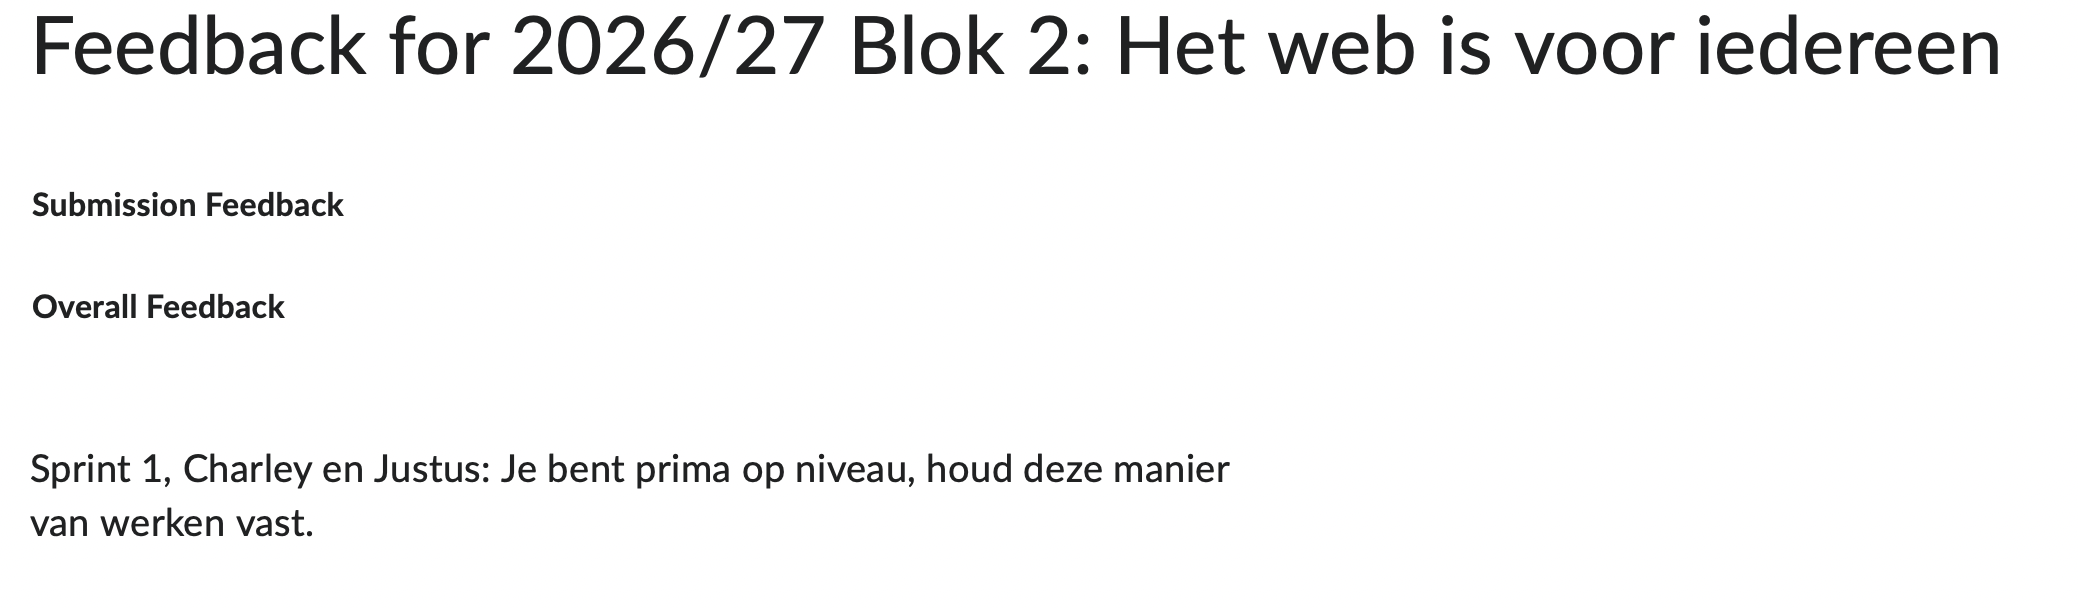 Feedback for 2026/27 Blok 2: Het web is voor iedereen
Submission Feedback
Overall Feedback
Sprint 1, Charley en Justus: Je bent prima op niveau, houd deze manier
van werken vast.